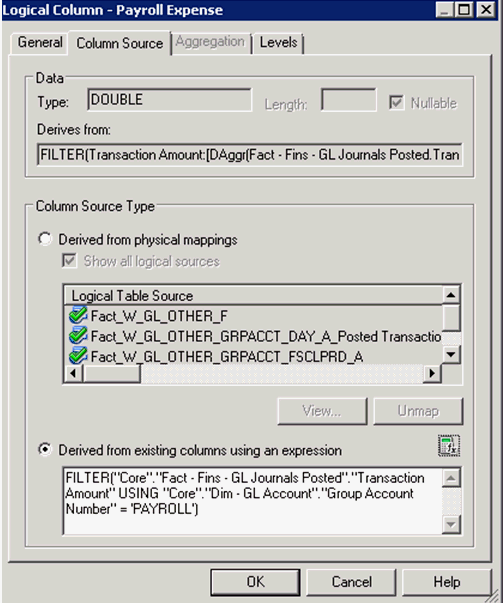 Logical Column - Payroll Expense
General Column Source Aggregation Levels
Data
Type: DOUBLE Length: Nullable
Derives from:
FILTER(Transaction Amount:[DAggr(Fact - Fins - GL Journals Posted.Tran
Column Source Type
Derived from physical mappings
Show all logical sources
Logical Table Source
Fact_W_GL_OTHER_F
Fact_W_GL_OTHER_GRPACCT_DAY_A_Posted Transactio
Fact_W_GL_OTHER_GRPACCT_FSCLPRD_A
View... Unmap
Derived from existing columns using an expression
FILTER("Core"."Fact - Fins - GL Journals Posted"."Transaction
Amount" USING "Core"."Dim - GL Account"."Group Account
Number" = 'PAYROLL')
OK Cancel Help